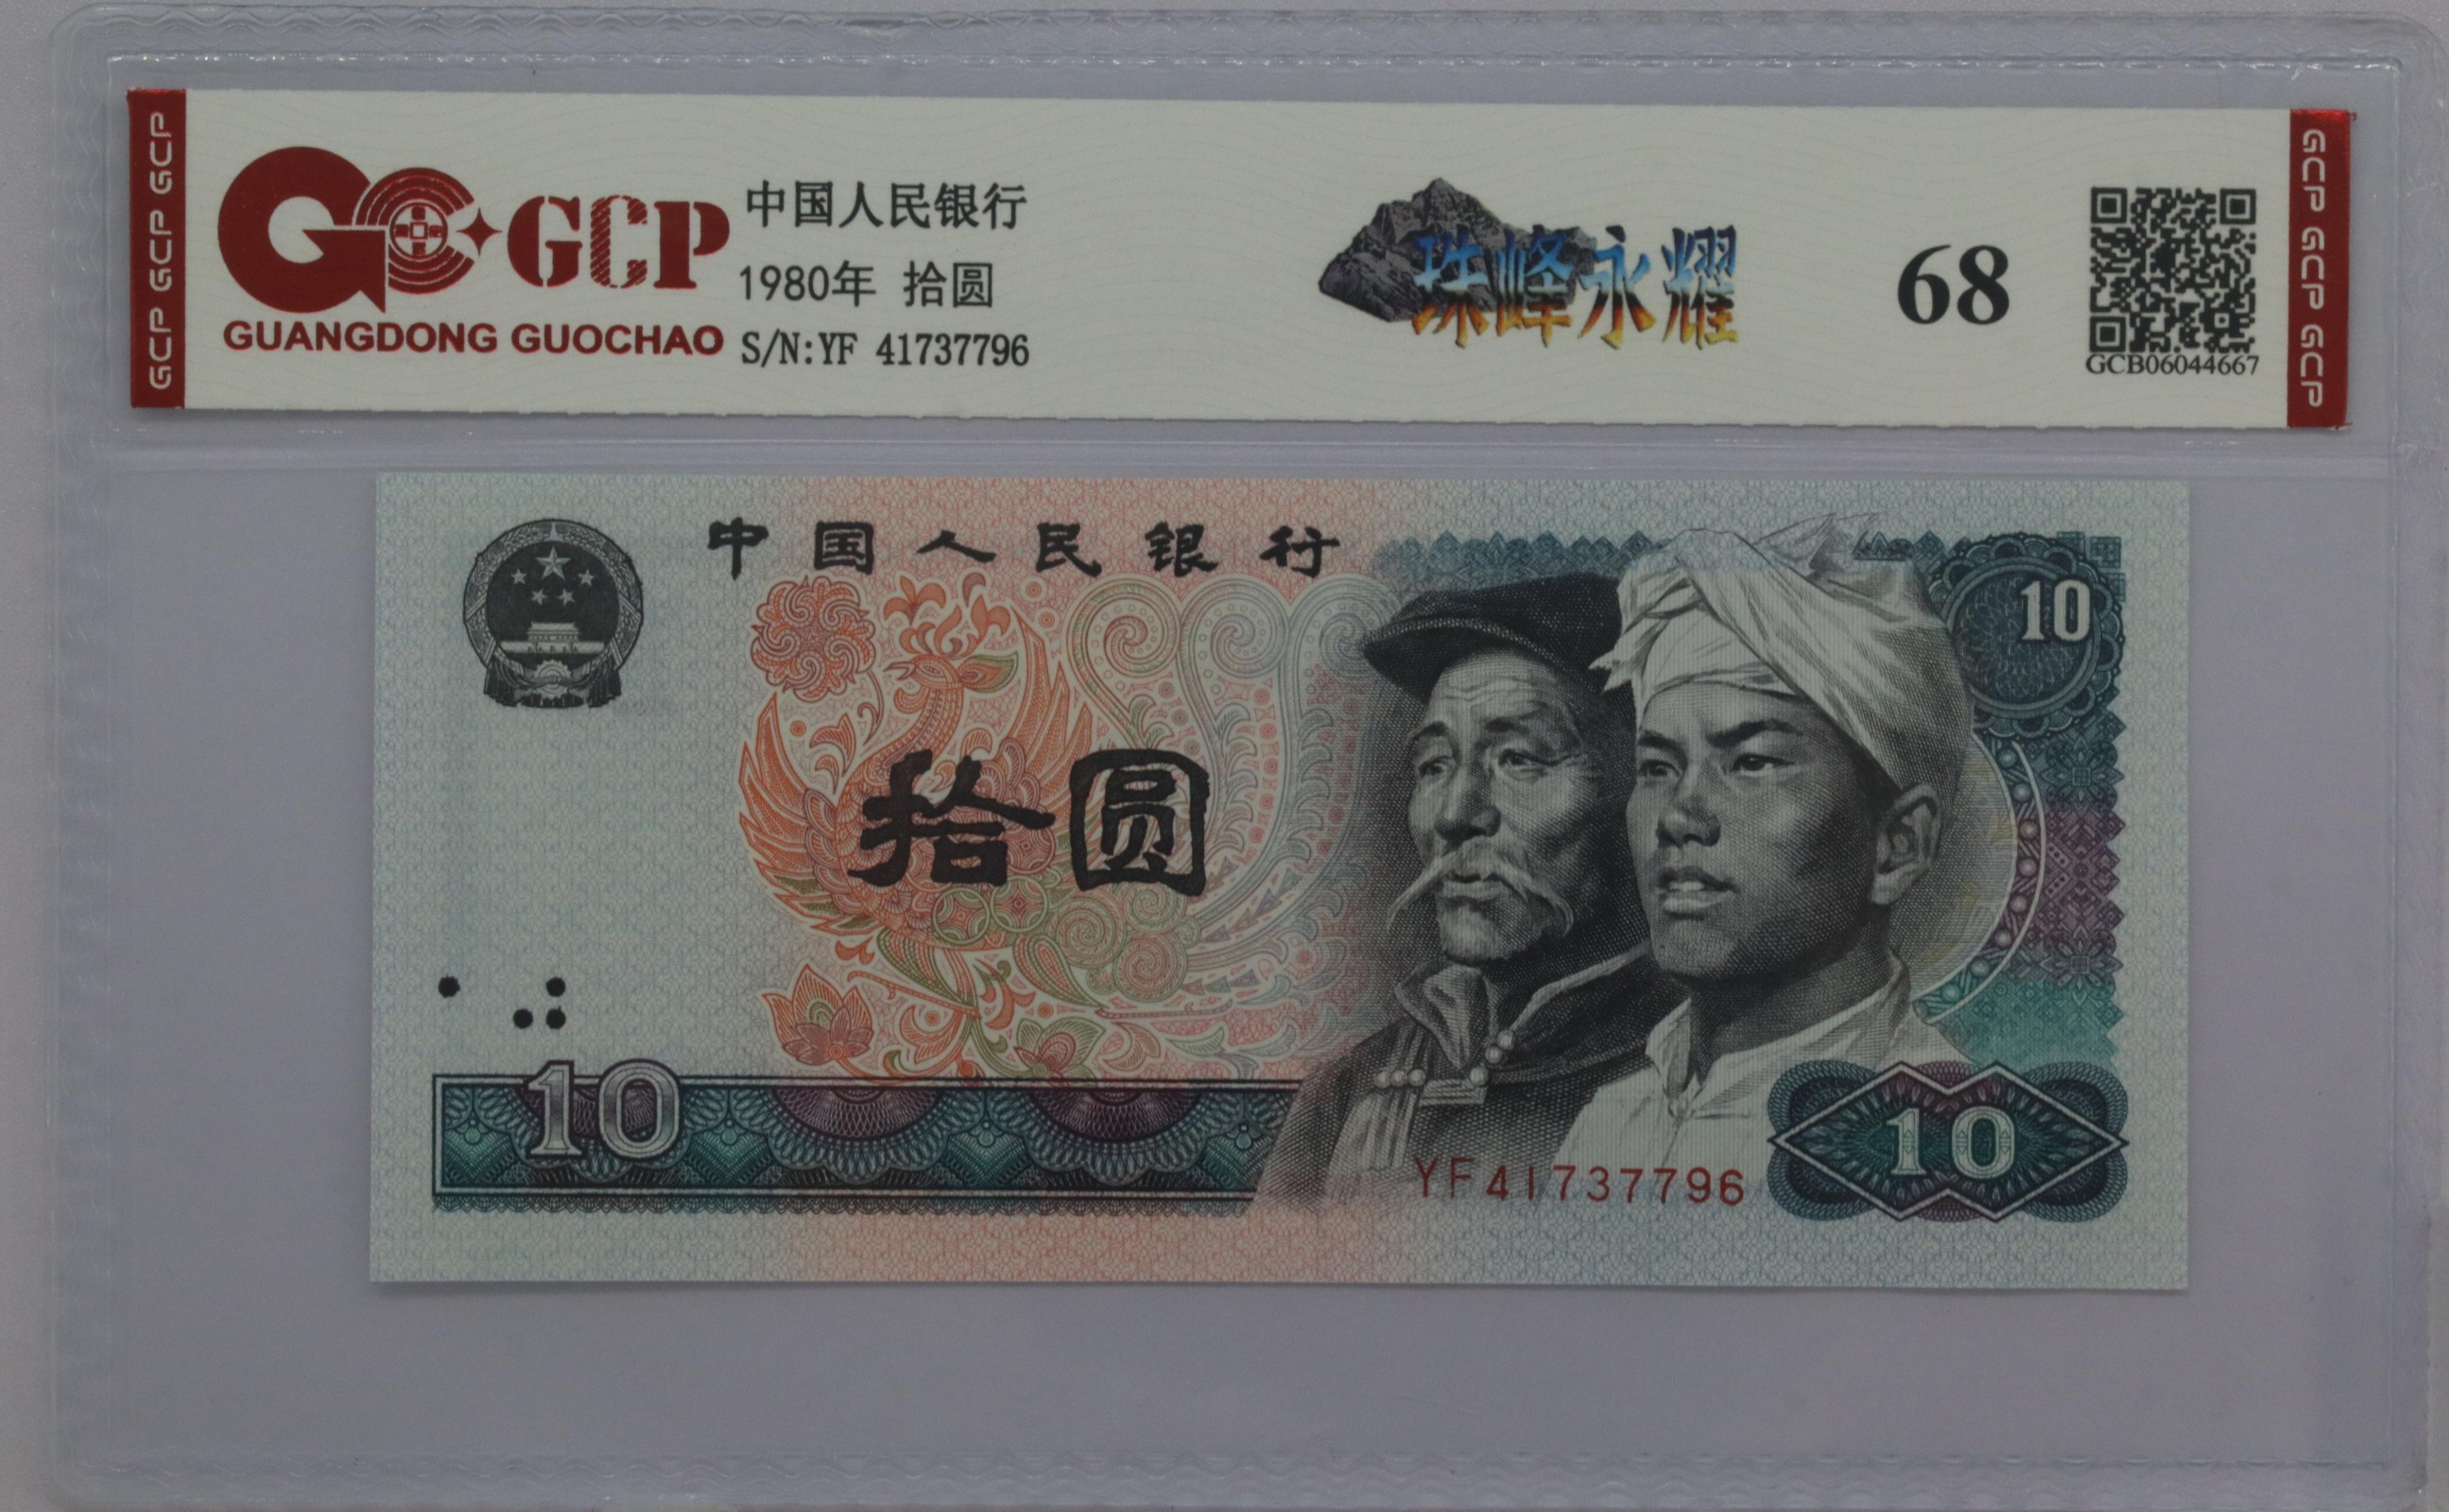 GCP GCP GCP
GCP
GUANGDONG GUOCHAO
中国人民银行
1980年 拾圆
S/N:YF 41737796
珠峰永耀
68
GCB06044667
GCP GCP GCP
中国人民银行
10
拾圆
10
10
YF41737796